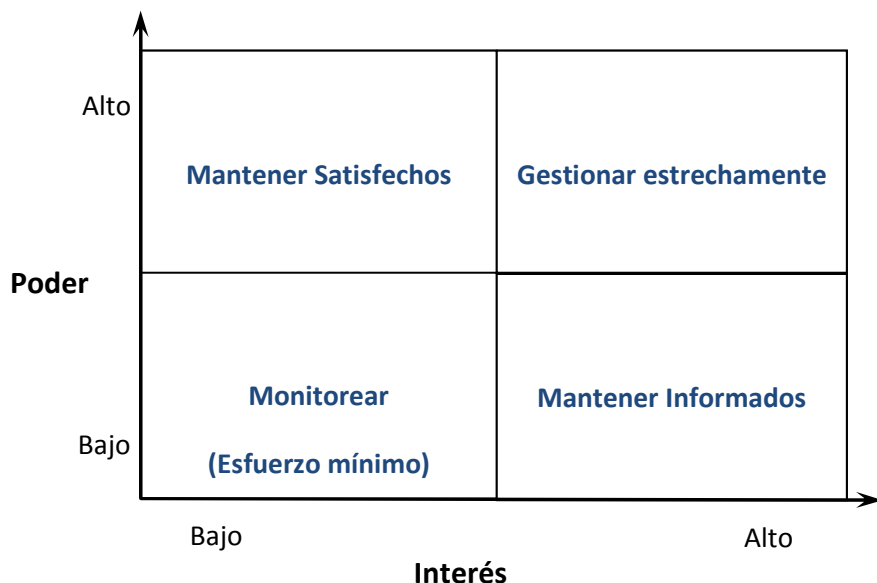 Alto
Mantener Satisfechos
Gestionar estrechamente
Poder
Monitorear
(Esfuerzo mínimo)
Mantener Informados
Bajo
Bajo
Alto
Interés